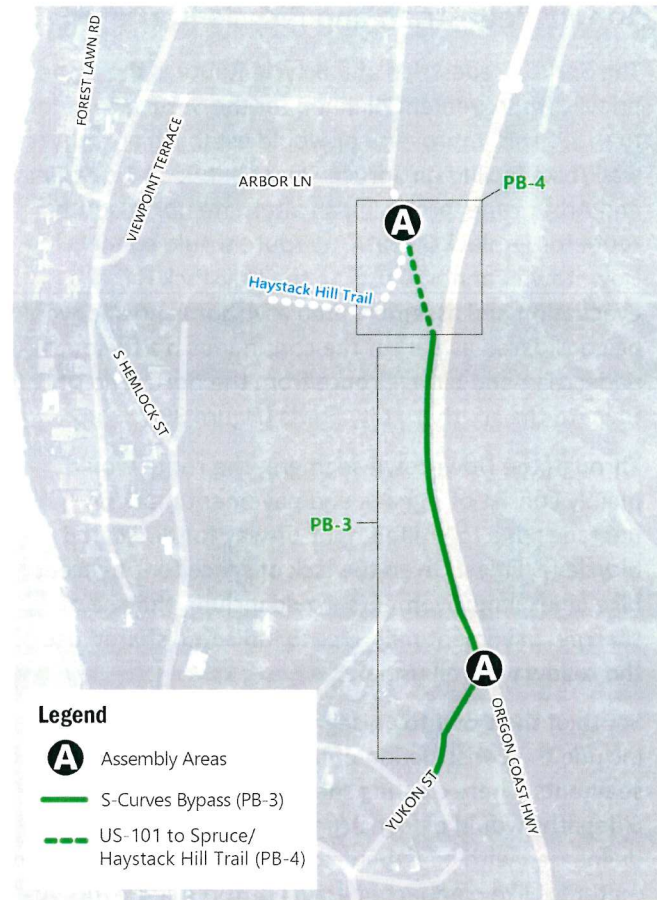 FOREST LAWN RD
VIEWPOINT TERRACE
ARBOR LN
PB-4
A
Haystack Hill Trail
S HEMLOCK ST
PB-3
A
OREGON COAST HWY
YUKON ST
Legend
A Assembly Areas
S-Curves Bypass (PB-3)
US-101 to Spruce/
Haystack Hill Trail (PB-4)